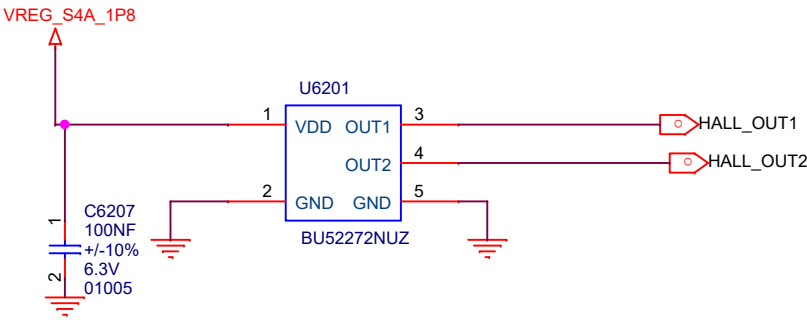 VREG_S4A_1P8
U6201
1
VDD
OUT1
3
HALL_OUT1
OUT2
4
HALL_OUT2
2
GND
GND
5
BU52272NUZ
1
C6207
100NF
+/-10%
6.3V
2
01005